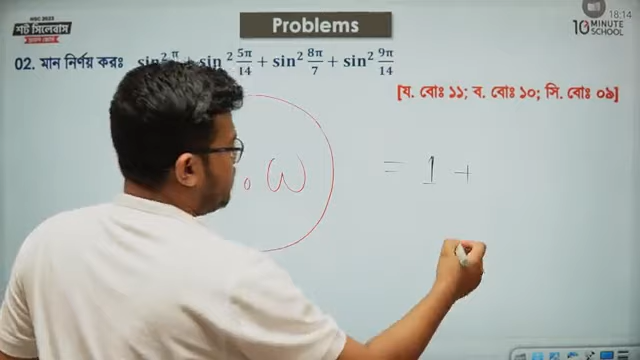 18:14
HSC 2023
শর্ট সিলেবাস
Problems
10 MINUTE SCHOOL
02. মান নির্ণয় করঃ sin² π + sin² 5π/14 + sin² 8π/7 + sin² 9π/14
[য. বোঃ ১১; ব. বোঃ ১০; সি. বোঃ ০৯]
. ω = 1 +